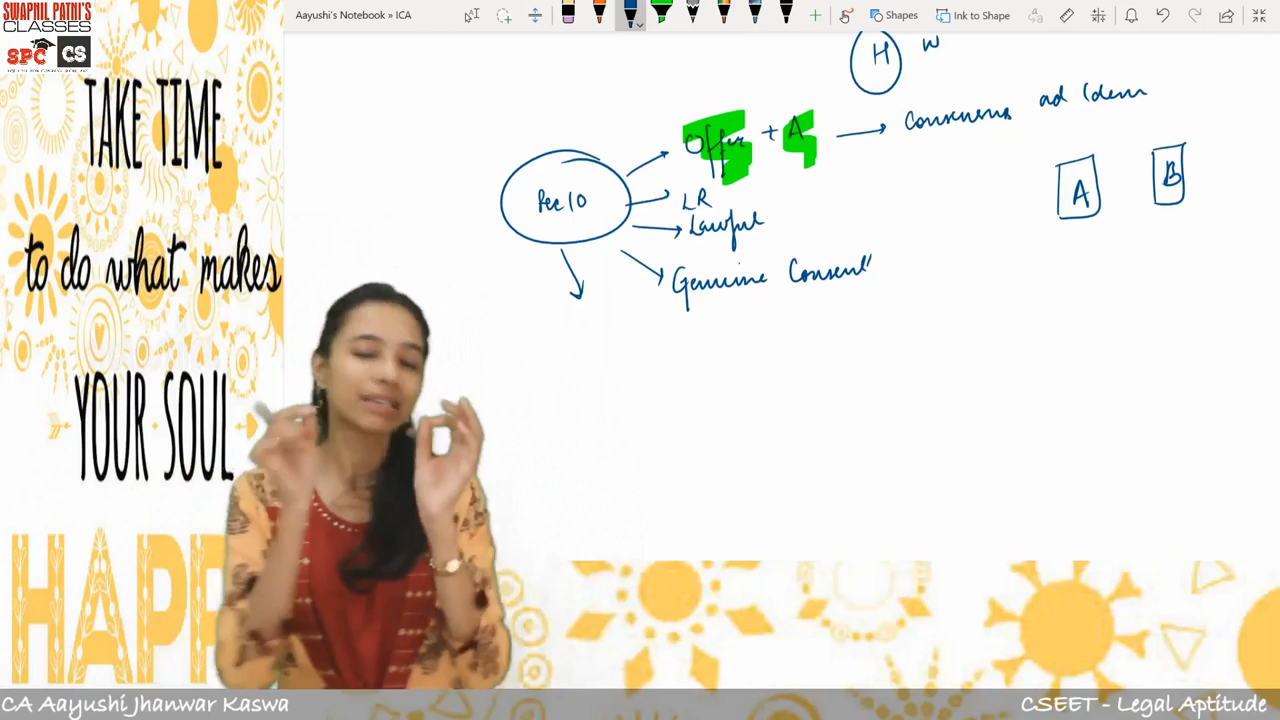 SWAPNIL PATNI'S
CLASSES
SPC CS
TAKE TIME
to do what makes
YOUR SOUL
HAPP
Aayushi's Notebook » ICA
Shapes
Ink to Shape
H W
Offer + A → Consensus ad Idem
A B
Sec 10
LR
Lawful
Genuine Consent
CA Aayushi Jhanwar Kaswa
CSEET - Legal Aptitude